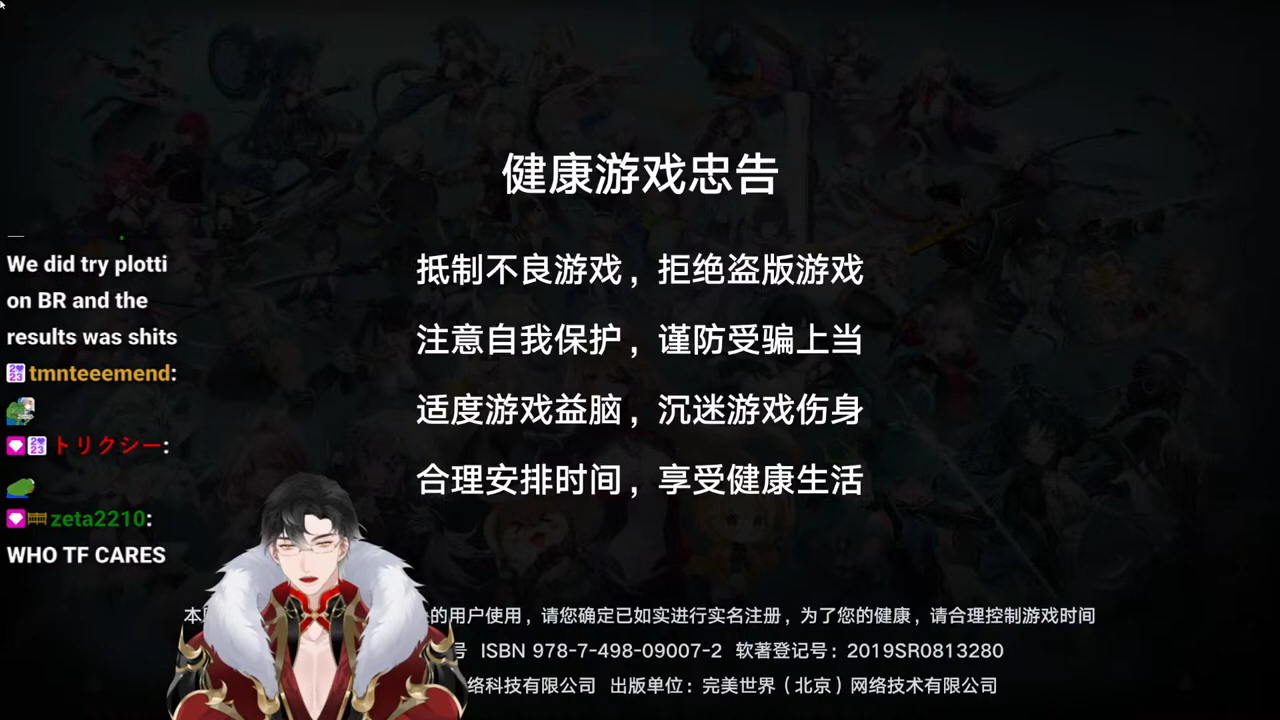 健康游戏忠告
抵制不良游戏，拒绝盗版游戏
注意自我保护，谨防受骗上当
适度游戏益脑，沉迷游戏伤身
合理安排时间，享受健康生活
We did try plotti
on BR and the
results was shits
tmnteeemend:
トリクシー:
zeta2210:
WHO TF CARES
本 的用户使用，请您确定已如实进行实名注册，为了您的健康，请合理控制游戏时间
号 ISBN 978-7-498-09007-2 软著登记号：2019SR0813280
络科技有限公司 出版单位：完美世界（北京）网络技术有限公司